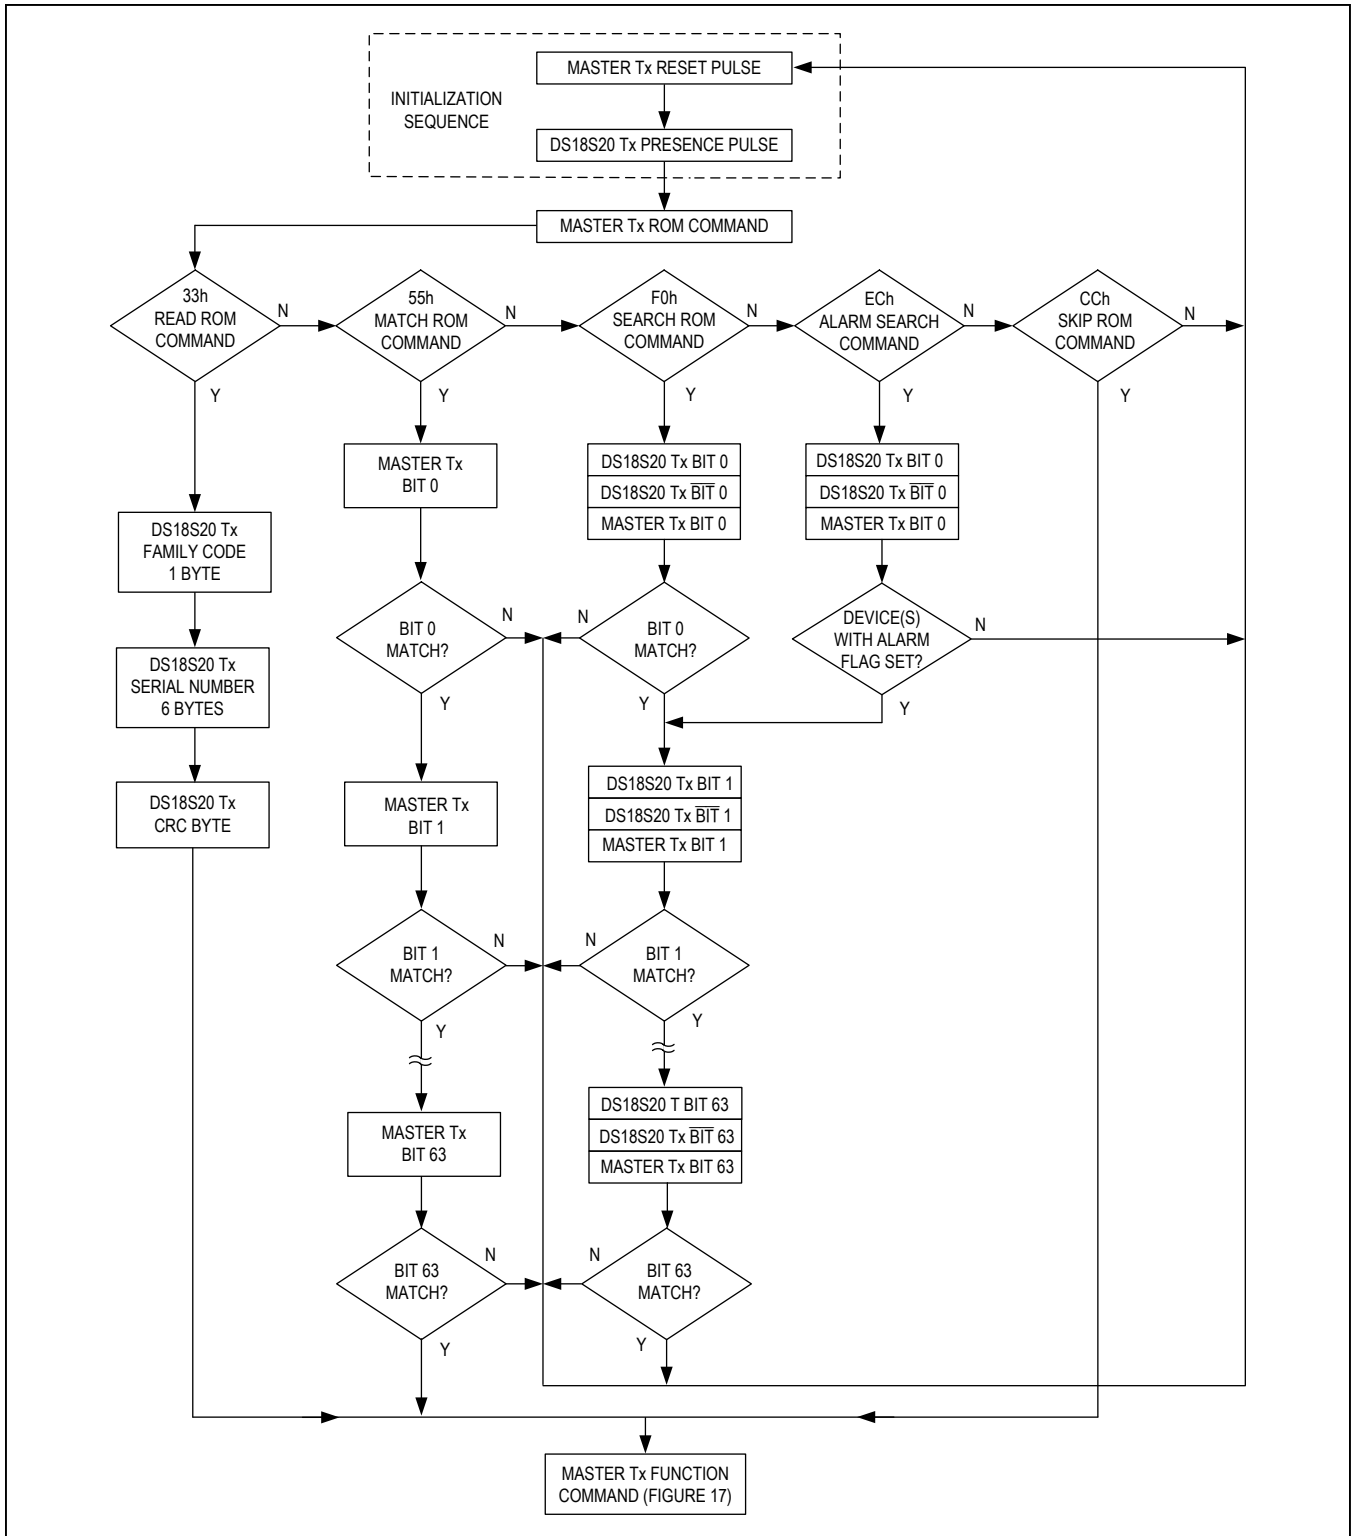 MASTER Tx RESET PULSE
INITIALIZATION
SEQUENCE
DS18S20 Tx PRESENCE PULSE
MASTER Tx ROM COMMAND
33h
READ ROM
COMMAND
N
Y
55h
MATCH ROM
COMMAND
N
Y
F0h
SEARCH ROM
COMMAND
N
Y
ECh
ALARM SEARCH
COMMAND
N
Y
CCh
SKIP ROM
COMMAND
N
Y
DS18S20 Tx
FAMILY CODE
1 BYTE
DS18S20 Tx
SERIAL NUMBER
6 BYTES
DS18S20 Tx
CRC BYTE
MASTER Tx
BIT 0
BIT 0
MATCH?
N
Y
MASTER Tx
BIT 1
BIT 1
MATCH?
N
Y
MASTER Tx
BIT 63
BIT 63
MATCH?
N
Y
DS18S20 Tx BIT 0
DS18S20 Tx B̅I̅T̅ 0
MASTER Tx BIT 0
BIT 0
MATCH?
N
Y
DS18S20 Tx BIT 1
DS18S20 Tx B̅I̅T̅ 1
MASTER Tx BIT 1
BIT 1
MATCH?
N
Y
DS18S20 T BIT 63
DS18S20 Tx B̅I̅T̅ 63
MASTER Tx BIT 63
BIT 63
MATCH?
N
Y
DS18S20 Tx BIT 0
DS18S20 Tx B̅I̅T̅ 0
MASTER Tx BIT 0
DEVICE(S)
WITH ALARM
FLAG SET?
N
Y
MASTER Tx FUNCTION
COMMAND (FIGURE 17)